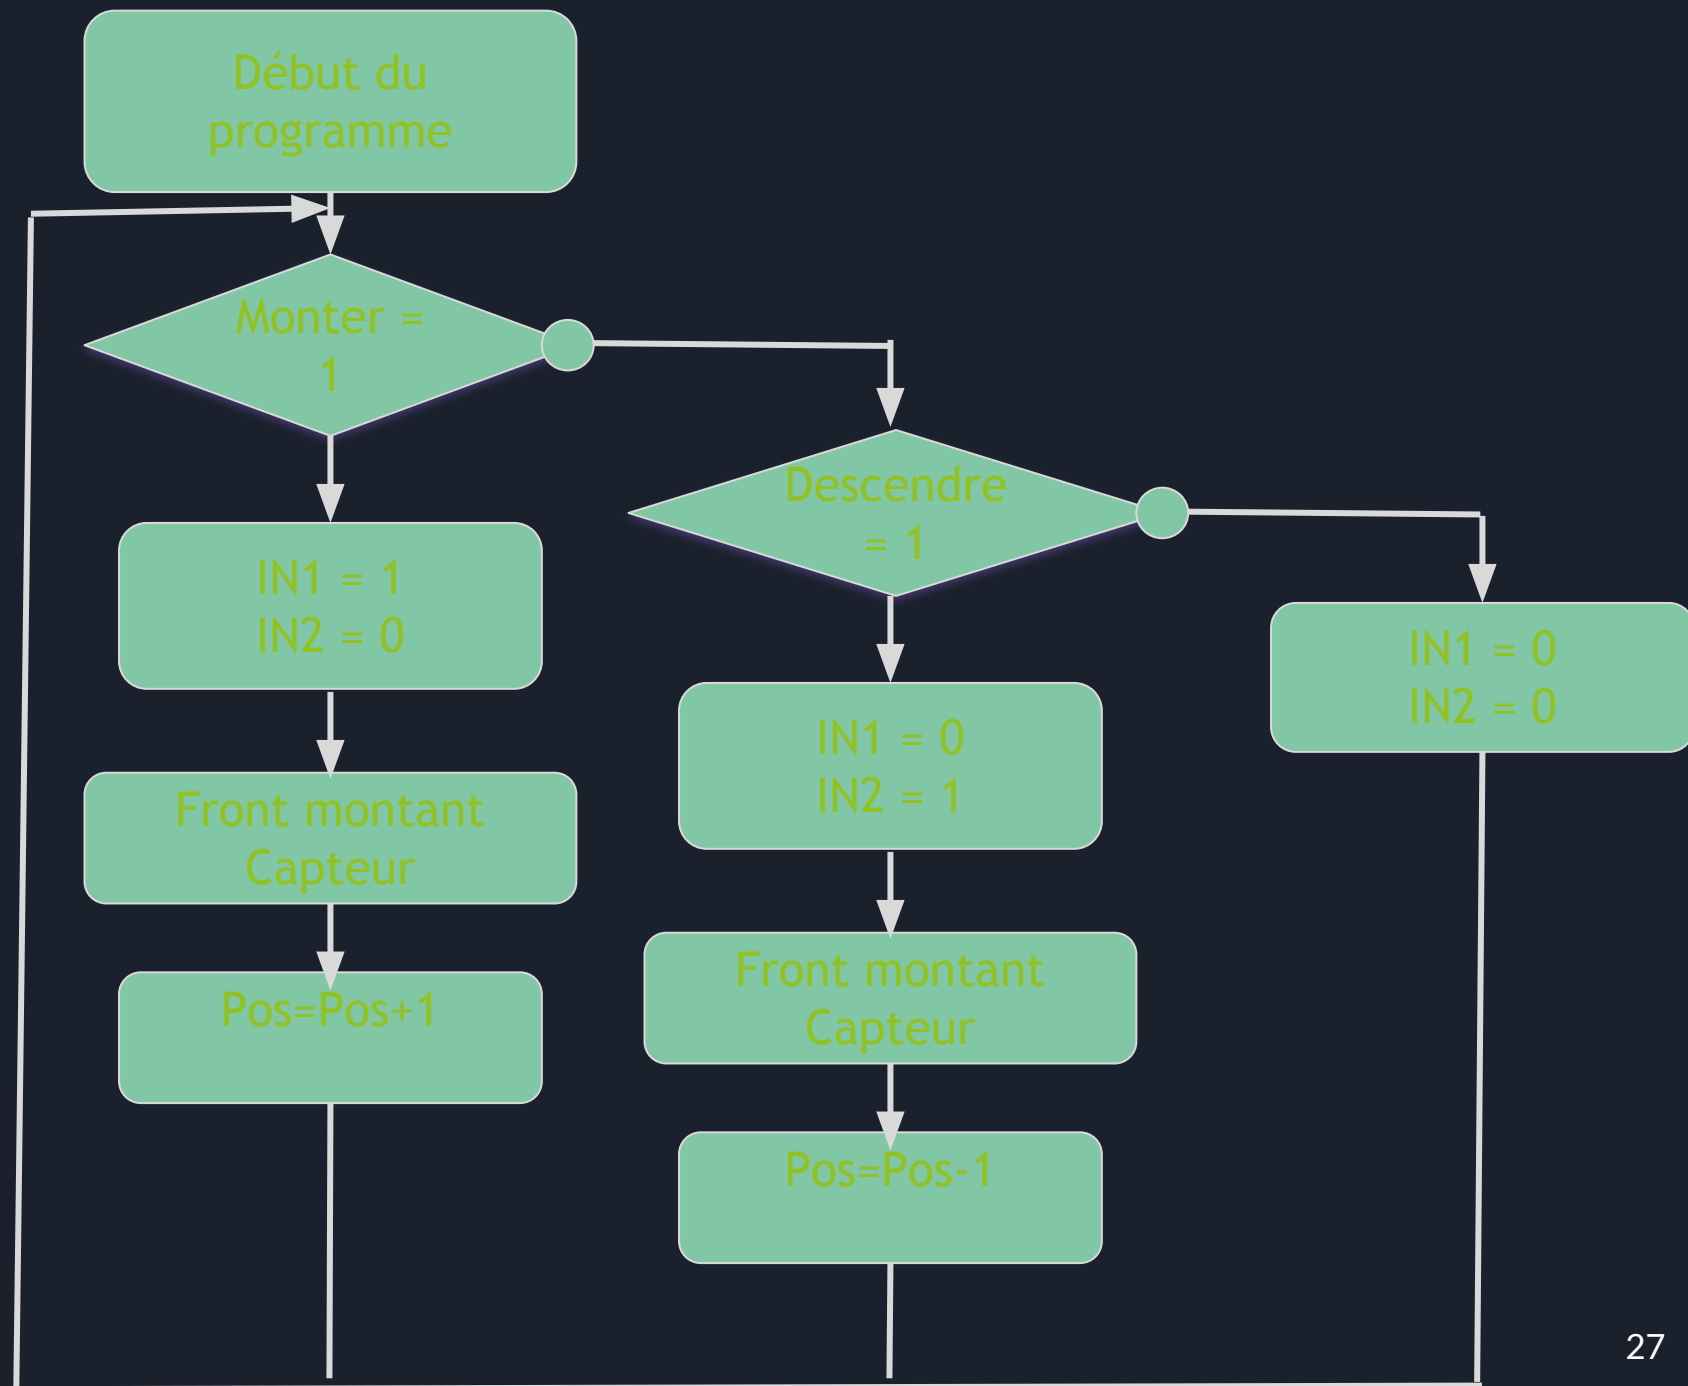 Début du
programme
Monter =
1
IN1 = 1
IN2 = 0
Front montant
Capteur
Pos=Pos+1
Descendre
= 1
IN1 = 0
IN2 = 1
Front montant
Capteur
Pos=Pos-1
IN1 = 0
IN2 = 0
27